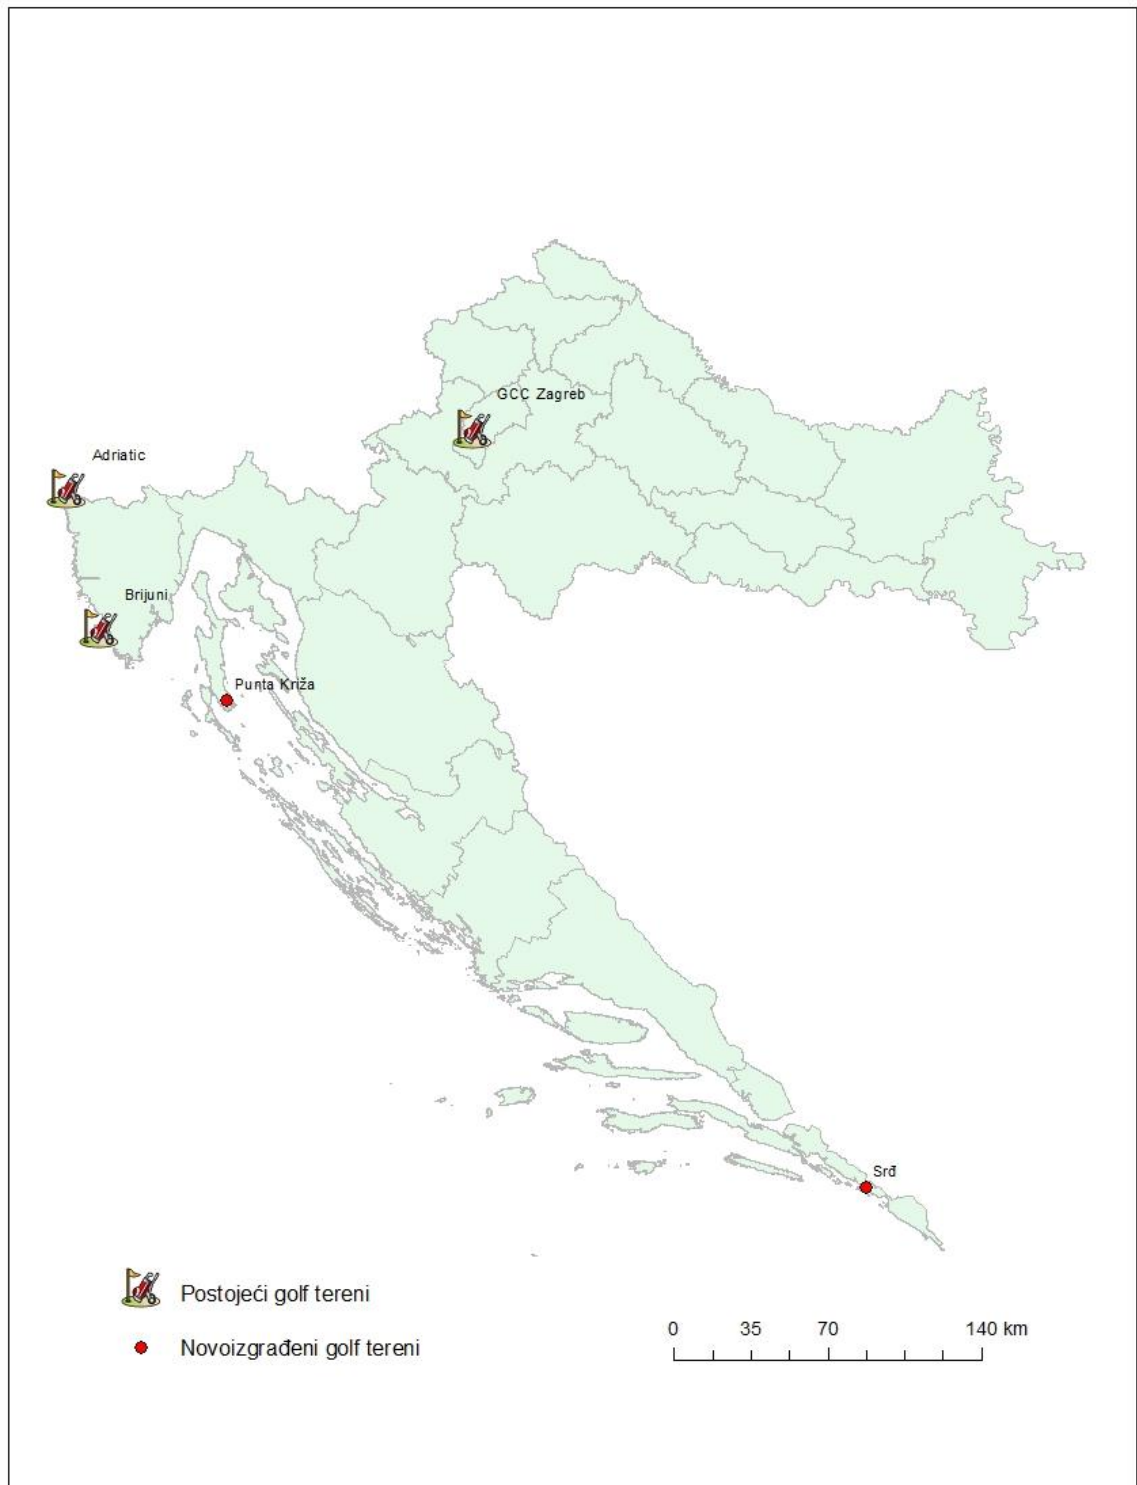 GCC Zagreb
Adriatic
Brijuni
Punta Križa
Srđ
Postojeći golf tereni
Novoizgrađeni golf tereni
0 35 70 140 km